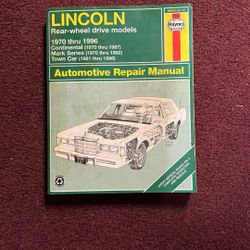 LINCOLN
Haynes
Rear-wheel drive models
1970 thru 1996
Continental (1970 thru 1987)
Mark Series (1970 thru 1992)
Town Car (1981 thru 1996)
Automotive Repair Manual